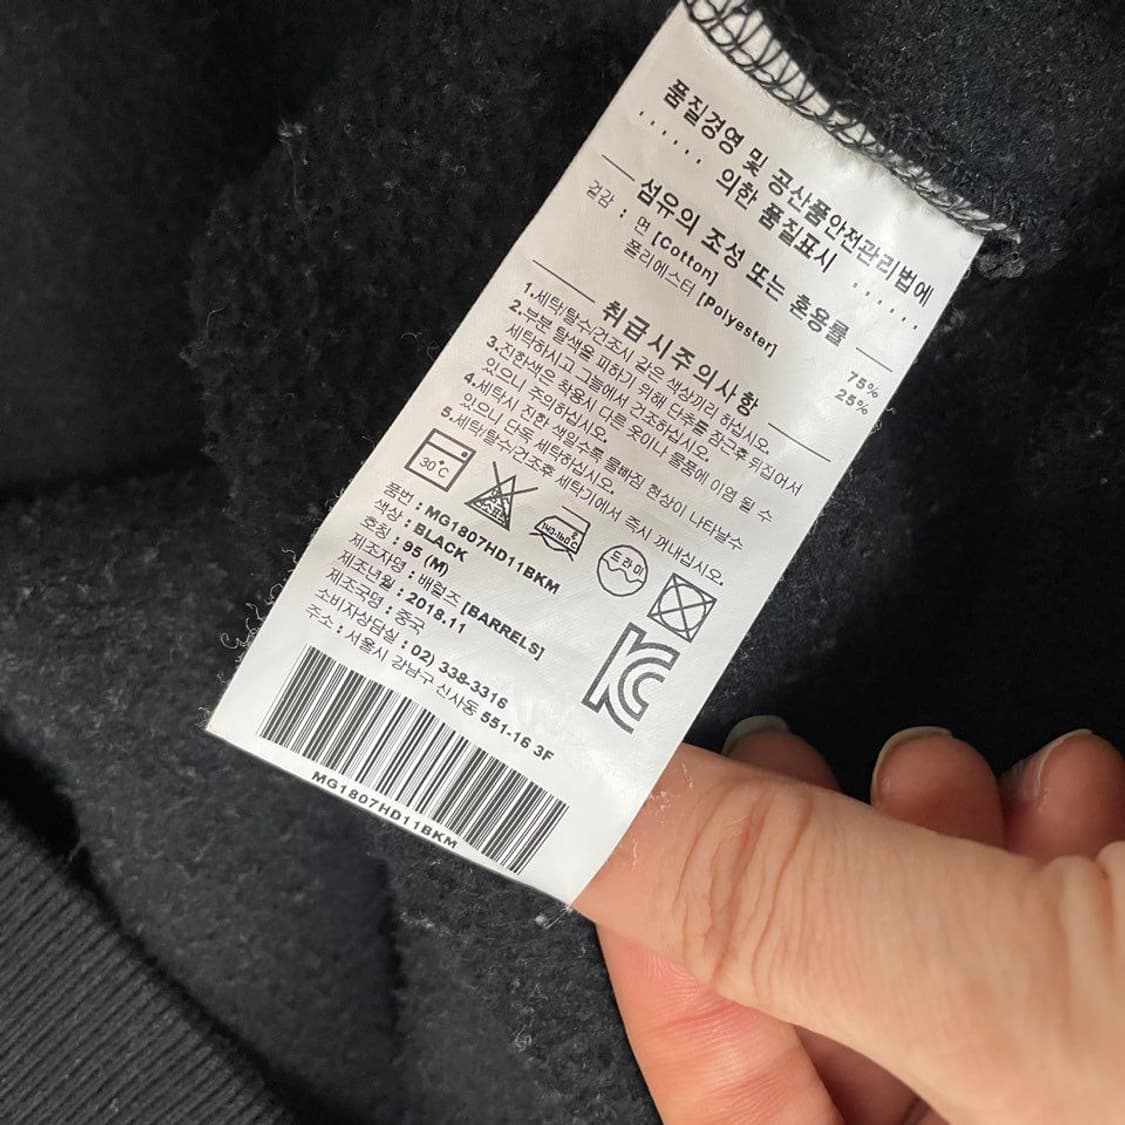 품질경영 및 공산품안전관리법에
의한 품질표시
섬유의 조성 또는 혼용률
겉감 : 면 [Cotton] 75%
폴리에스터 [Polyester] 25%
취급시주의사항
1.세탁/탈수/건조시 같은 색상끼리 하십시오.
2.부분 탈색을 피하기 위해 단추를 잠근후 뒤집어서
세탁하시고 그늘에서 건조하십시오.
3.진한색은 착용시 다른 옷이나 물품에 이염 될 수
있으니 주의하십시오.
4.세탁시 진한 색일수록 물빠짐 현상이 나타날수
있으니 단독 세탁하십시오.
5.세탁/탈수/건조후 세탁기에서 즉시 꺼내십시오.
30°C
140-160°C
드라이
품번 : MG1807HD11BKM
색상 : BLACK
호칭 : 95 (M)
제조자명 : 배럴즈 [BARRELS]
제조년월 : 2018.11
제조국명 : 중국
소비자상담실 : 02) 338-3316
주소 : 서울시 강남구 신사동 551-16 3F
MG1807HD11BKM